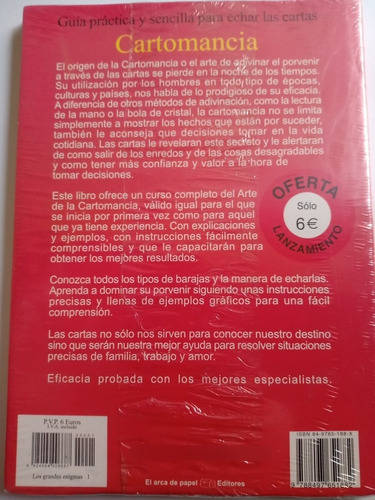 Guía práctica y sencilla para echar las cartas
Cartomancia
El origen de la Cartomancia o el arte de adivinar el porvenir
a través de las cartas se pierde en la noche de los tiempos.
Su utilización por los hombres en todo tipo de épocas,
culturas y países, nos habla de lo prodigioso de su eficacia.
A diferencia de otros métodos de adivinación, como la lectura
de la mano o la bola de cristal, la cartomancia no se limita
simplemente a mostrar los hechos que están por suceder,
también le aconseja que decisiones tomar en la vida
cotidiana. Las cartas le revelaran este secreto y le alertaran
de como salir de los enredos y de las cosas desagradables
y como tener más confianza y valor a la hora de
tomar decisiones.
OFERTA
Sólo
6€
LANZAMIENTO
Este libro ofrece un curso completo del Arte
de la Cartomancia, válido igual para el que
se inicia por primera vez como para aquel
que ya tiene experiencia. Con explicaciones
y ejemplos, con instrucciones fácilmente
comprensibles y que le capacitarán para
obtener los mejores resultados.
Conozca todos los tipos de barajas y la manera de echarlas.
Aprenda a dominar su porvenir siguiendo unas instrucciones
precisas y llenas de ejemplos gráficos para una fácil
comprensión.
Las cartas no sólo nos sirven para conocer nuestro destino
sino que serán nuestra mejor ayuda para resolver situaciones
precisas de familia, trabajo y amor.
Eficacia probada con los mejores especialistas.
P.V.P. 6 Euros
I.V.A. incluido
Los grandes enigmas 1
El arca de papel Editores